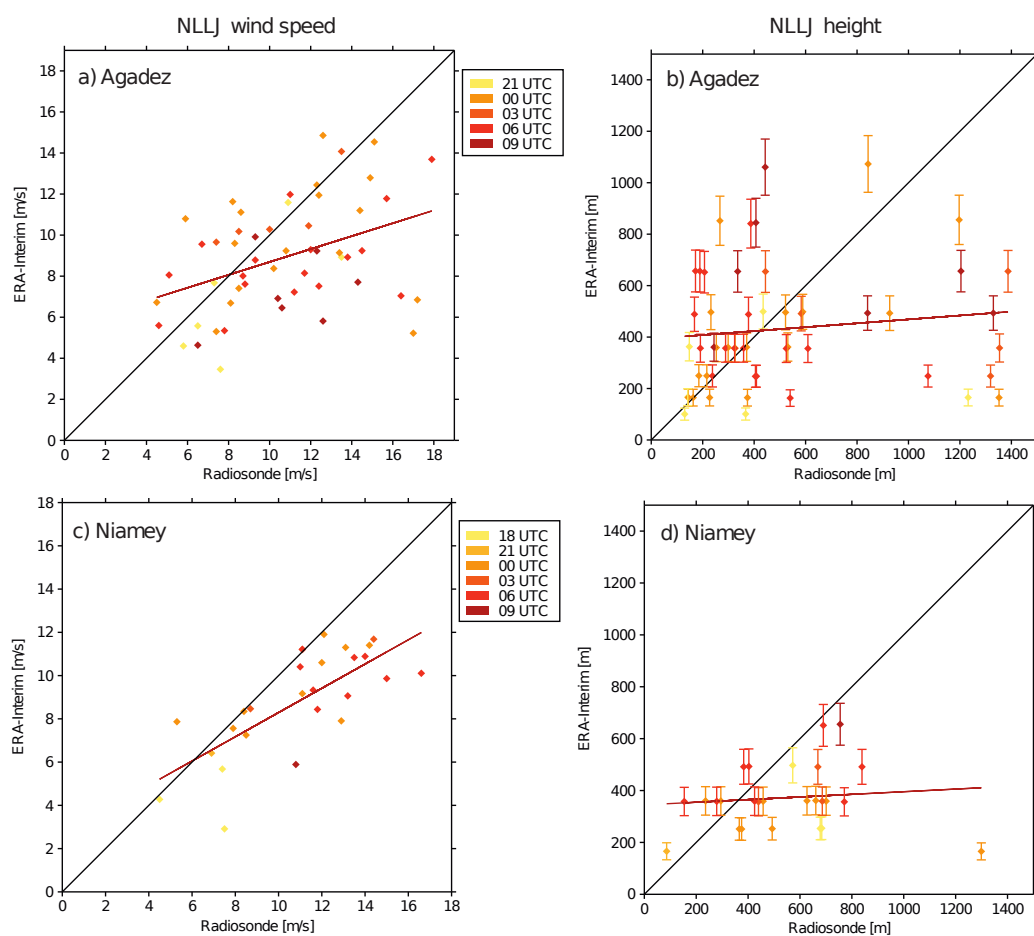 NLLJ wind speed
NLLJ height
a) Agadez
21 UTC
00 UTC
03 UTC
06 UTC
09 UTC
ERA-Interim [m/s]
18
16
14
12
10
8
6
4
2
0
0 2 4 6 8 10 12 14 16 18
Radiosonde [m/s]
b) Agadez
ERA-Interim [m]
1400
1200
1000
800
600
400
200
0
0 200 400 600 800 1000 1200 1400
Radiosonde [m]
c) Niamey
18 UTC
21 UTC
00 UTC
03 UTC
06 UTC
09 UTC
ERA-Interim [m/s]
18
16
14
12
10
8
6
4
2
0
0 2 4 6 8 10 12 14 16 18
Radiosonde [m/s]
d) Niamey
ERA-Interim [m]
1400
1200
1000
800
600
400
200
0
0 200 400 600 800 1000 1200 1400
Radiosonde [m]